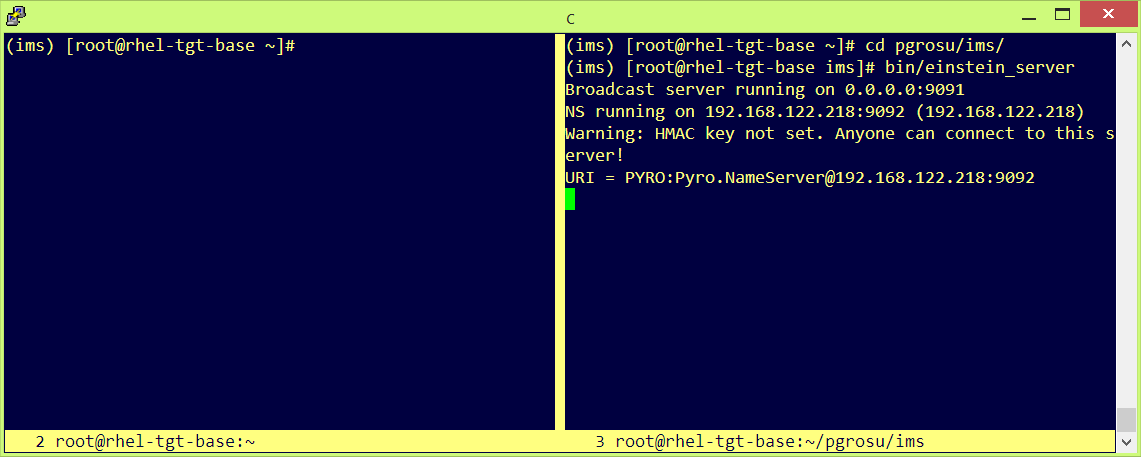 C
(ims) [root@rhel-tgt-base ~]#
(ims) [root@rhel-tgt-base ~]# cd pgrosu/ims/
(ims) [root@rhel-tgt-base ims]# bin/einstein_server
Broadcast server running on 0.0.0.0:9091
NS running on 192.168.122.218:9092 (192.168.122.218)
Warning: HMAC key not set. Anyone can connect to this s
erver!
URI = PYRO:Pyro.NameServer@192.168.122.218:9092
2 root@rhel-tgt-base:~
3 root@rhel-tgt-base:~/pgrosu/ims